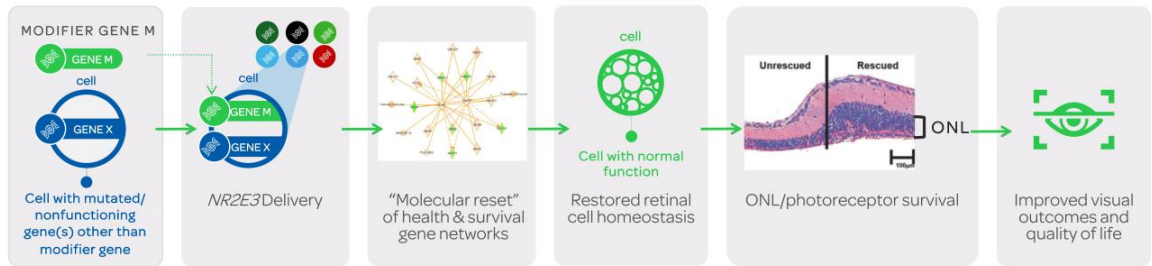 MODIFIER GENE M
GENE M
cell
GENE X
Cell with mutated/
nonfunctioning
gene(s) other than
modifier gene
cell
GENE M
GENE X
NR2E3 Delivery
"Molecular reset"
of health & survival
gene networks
cell
Cell with normal
function
Restored retinal
cell homeostasis
Unrescued
Rescued
ONL
100µm
ONL/photoreceptor survival
Improved visual
outcomes and
quality of life